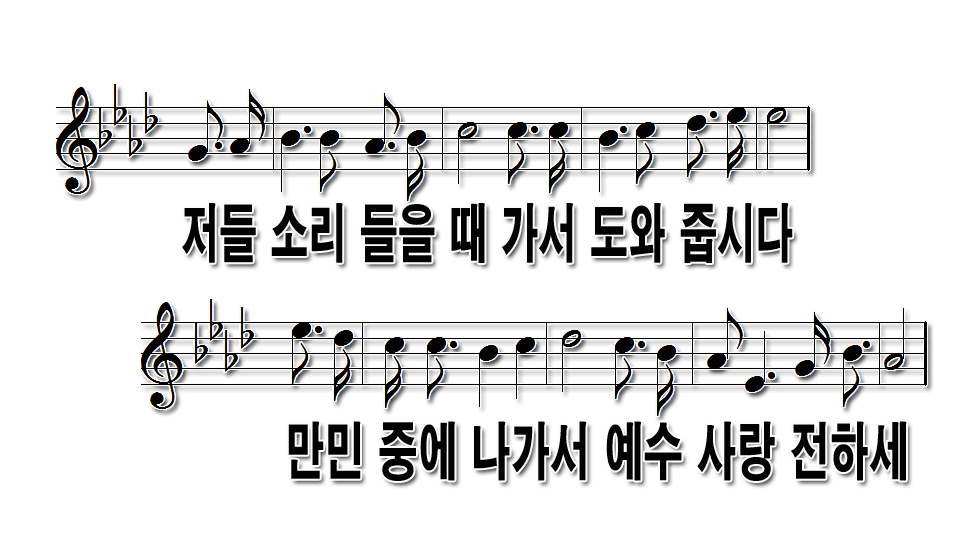 저들 소리 들을 때 가서 도와 줍시다
만민 중에 나가서 예수 사랑 전하세